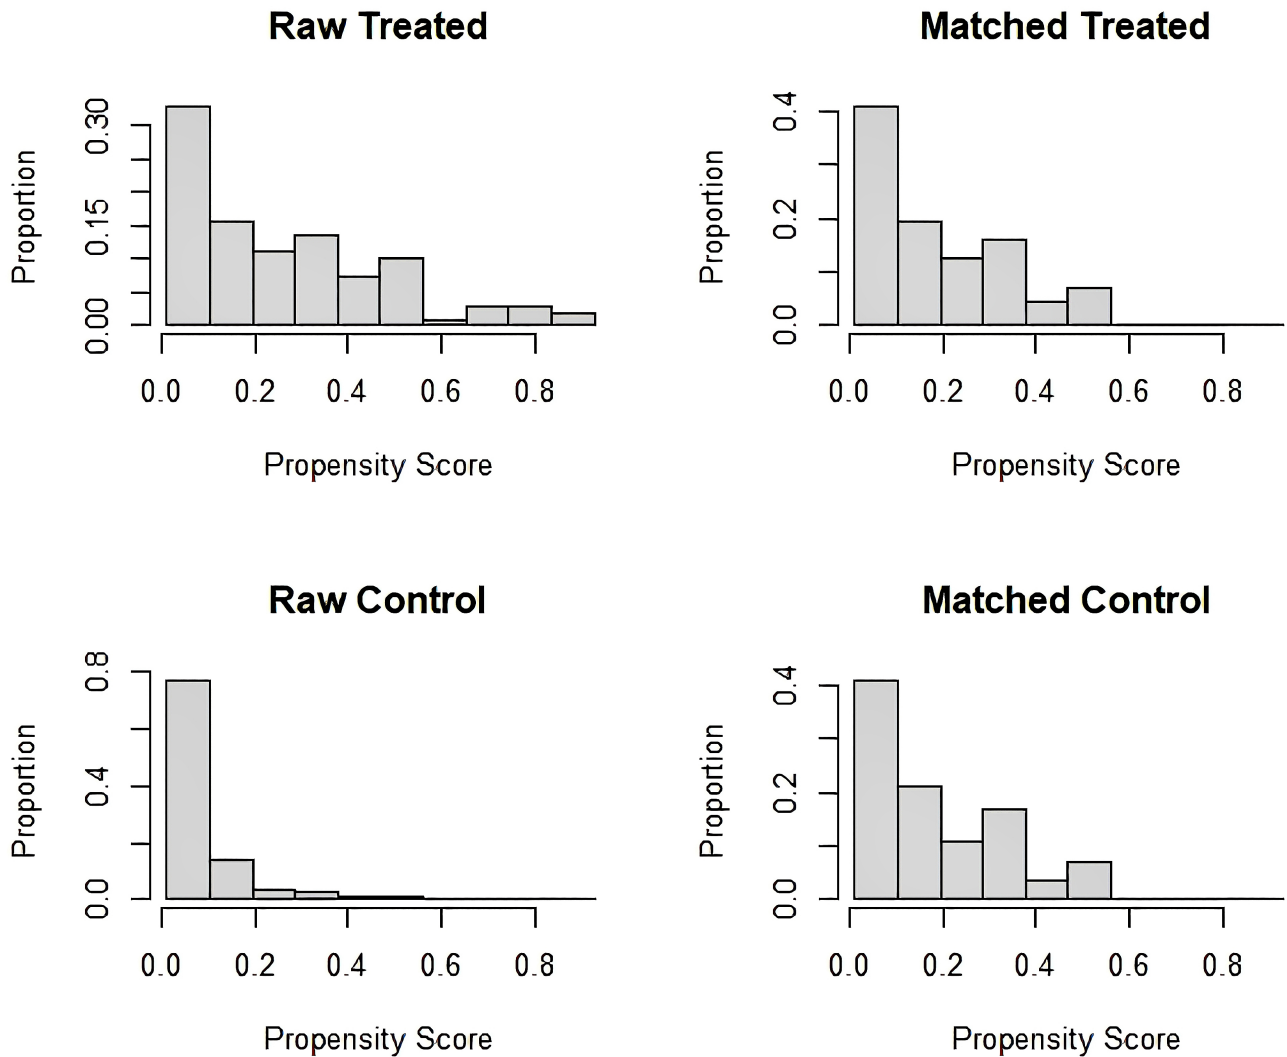 Raw Treated
Proportion
0.00 0.15 0.30
0.0 0.2 0.4 0.6 0.8
Propensity Score
Matched Treated
Proportion
0.0 0.2 0.4
0.0 0.2 0.4 0.6 0.8
Propensity Score
Raw Control
Proportion
0.0 0.4 0.8
0.0 0.2 0.4 0.6 0.8
Propensity Score
Matched Control
Proportion
0.0 0.2 0.4
0.0 0.2 0.4 0.6 0.8
Propensity Score